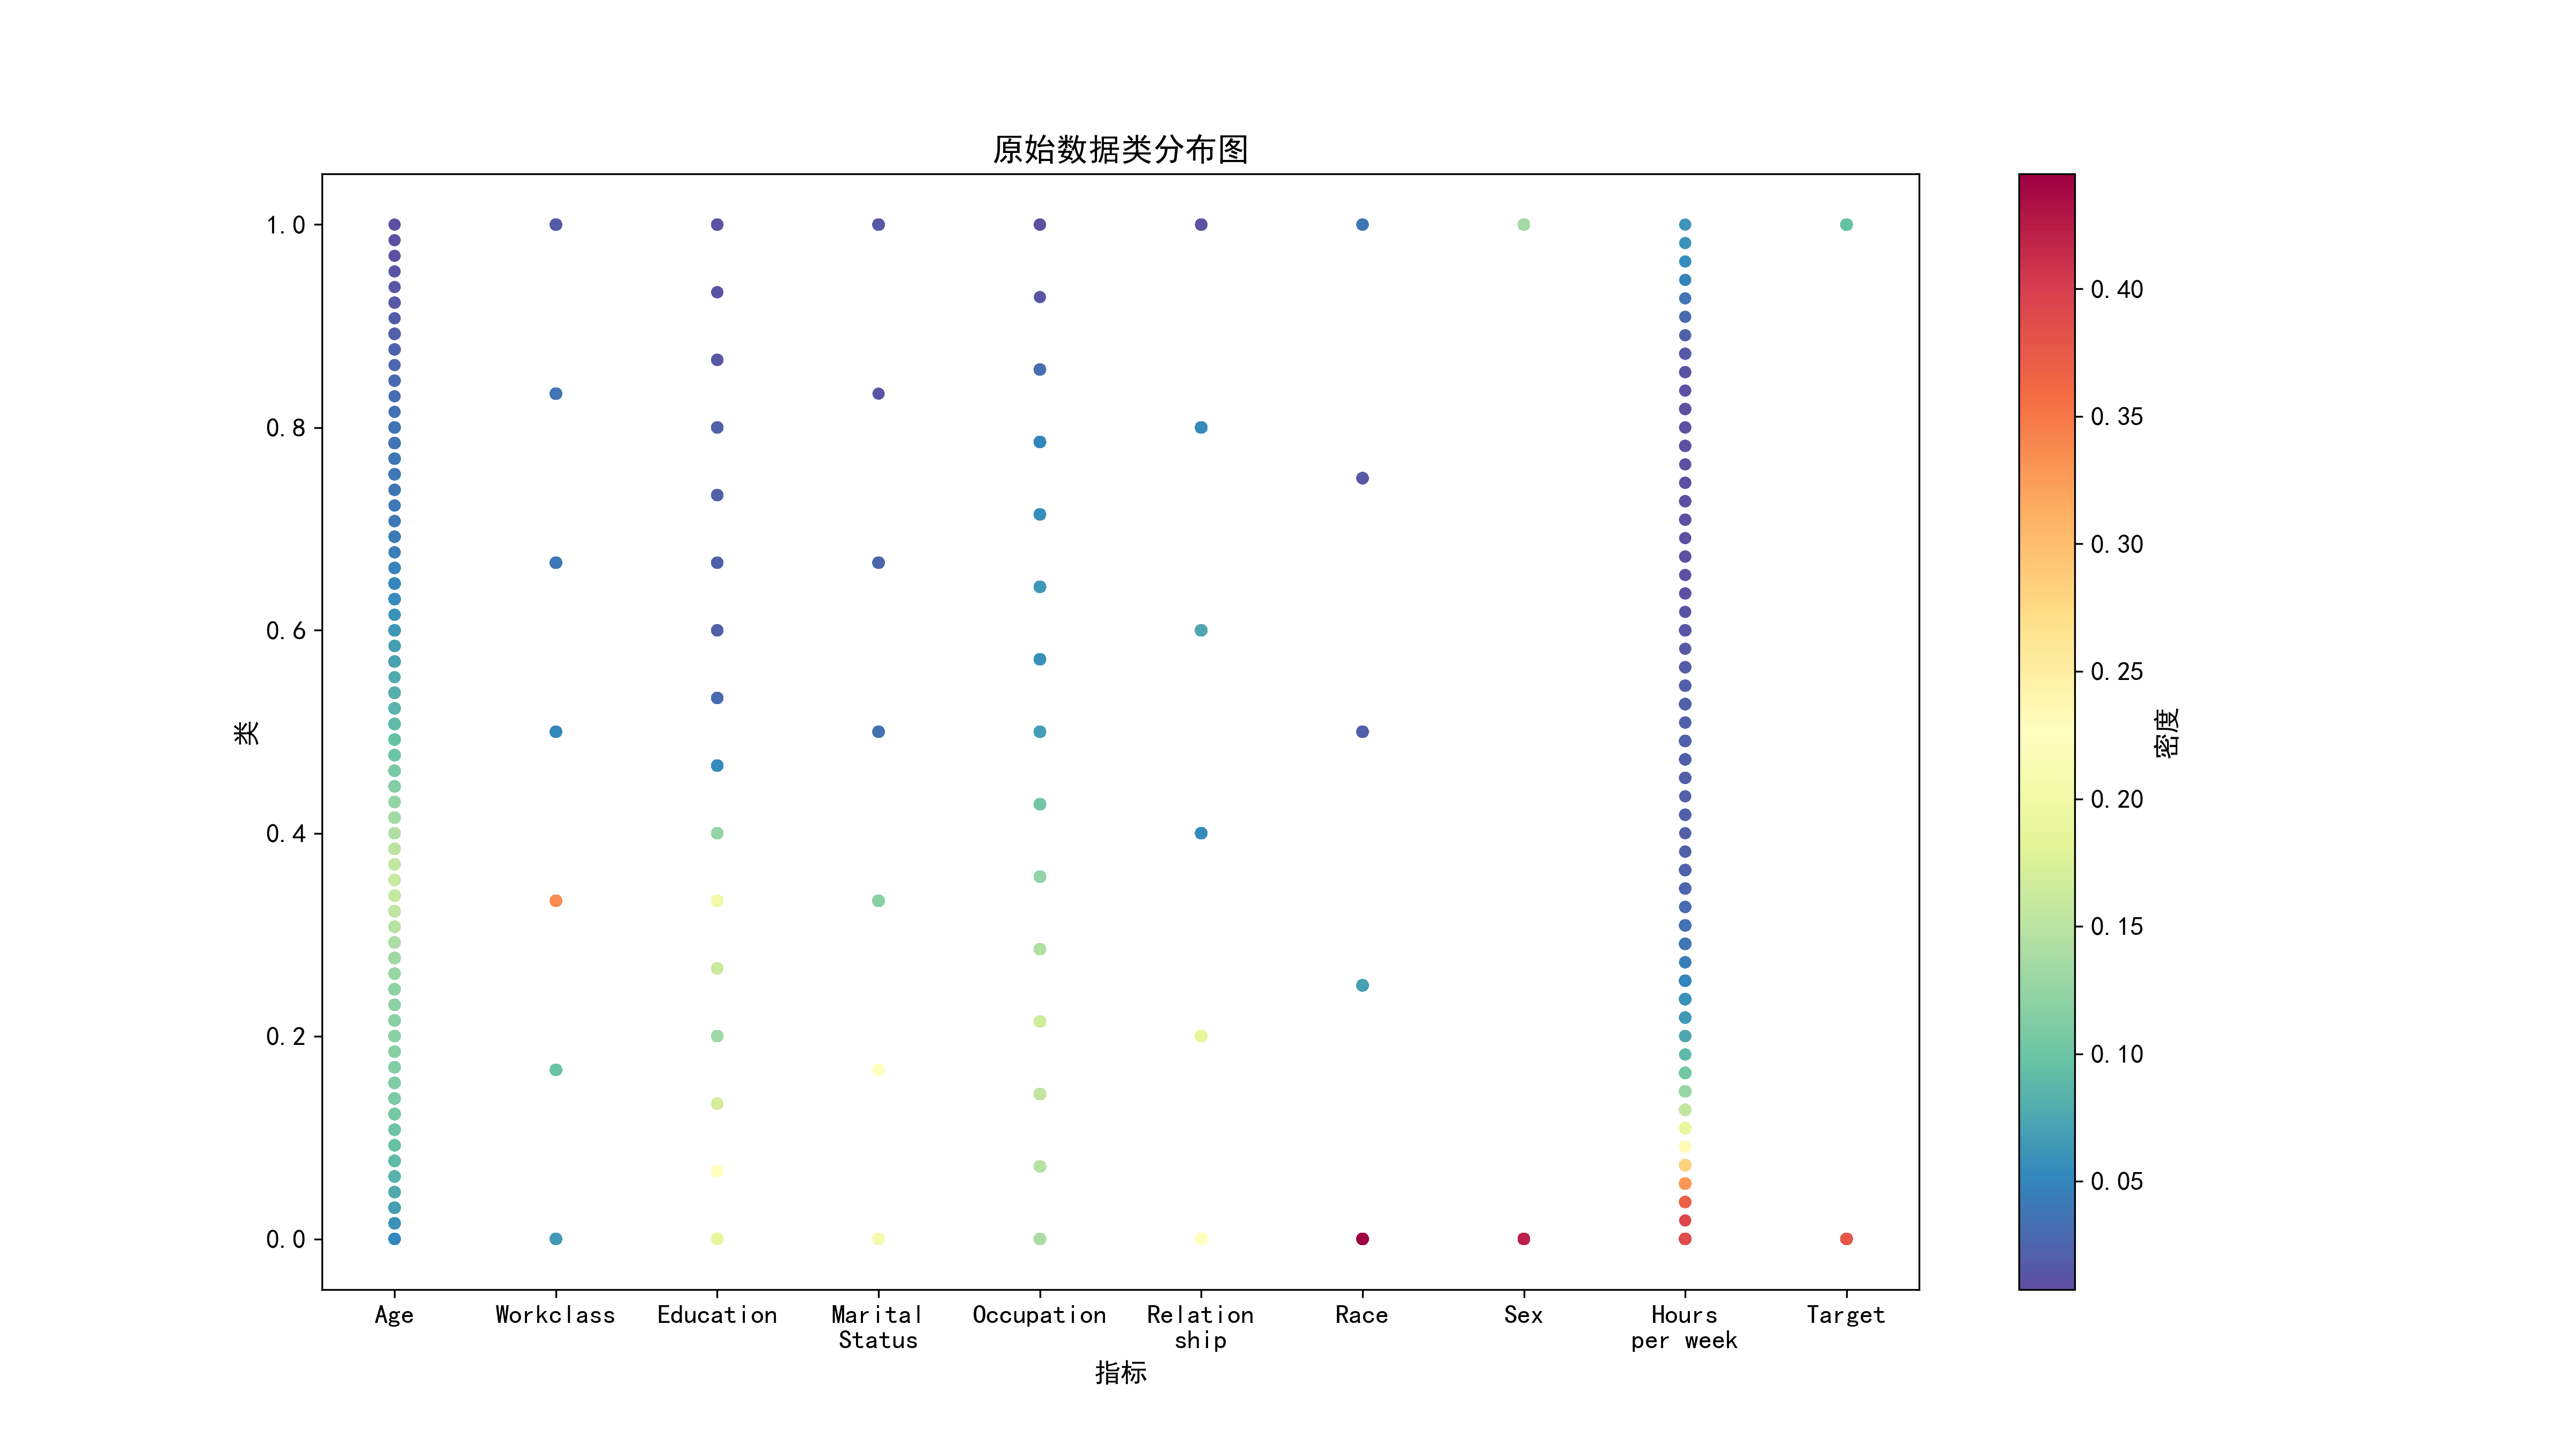 原始数据类分布图
1.0
0.8
0.6
0.4
0.2
0.0
类
Age
Workclass
Education
Marital
Status
Occupation
Relation
ship
Race
Sex
Hours
per week
Target
指标
0.40
0.35
0.30
0.25
0.20
0.15
0.10
0.05
密度